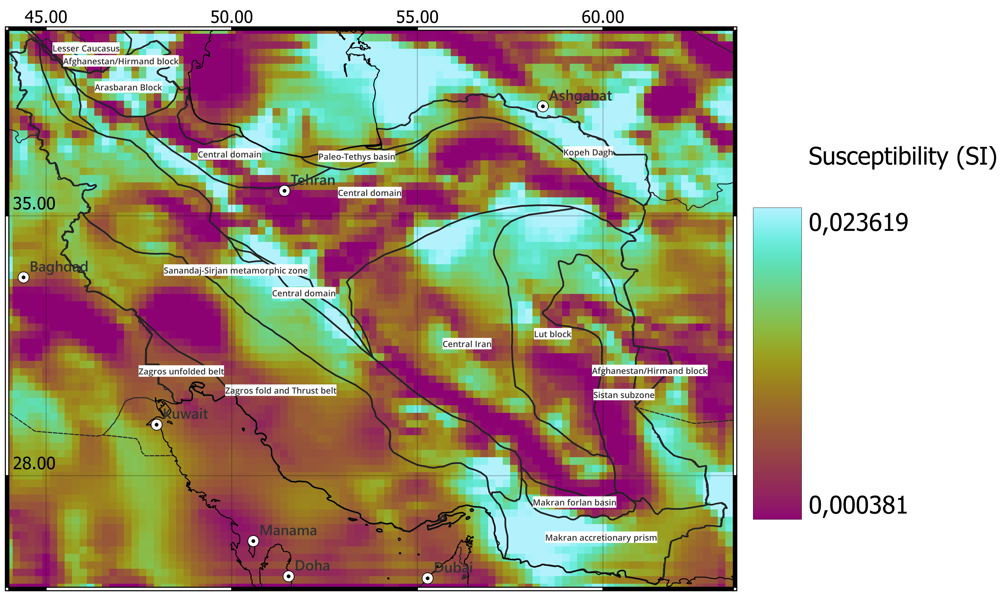 45.00 50.00 55.00 60.00
Lesser Caucasus
Afghanestan/Hirmand block
Arasbaran Block
Ashgabat
Central domain
Paleo-Tethys basin
Kopeh Dagh
Susceptibility (SI)
Tehran
Central domain
35.00
0,023619
Baghdad
Sanandaj-Sirjan metamorphic zone
Central domain
Lut block
Central Iran
Zagros unfolded belt
Afghanestan/Hirmand block
Zagros fold and Thrust belt
Sistan subzone
Kuwait
28.00
Makran forlan basin
0,000381
Manama
Makran accretionary prism
Doha
Dubai